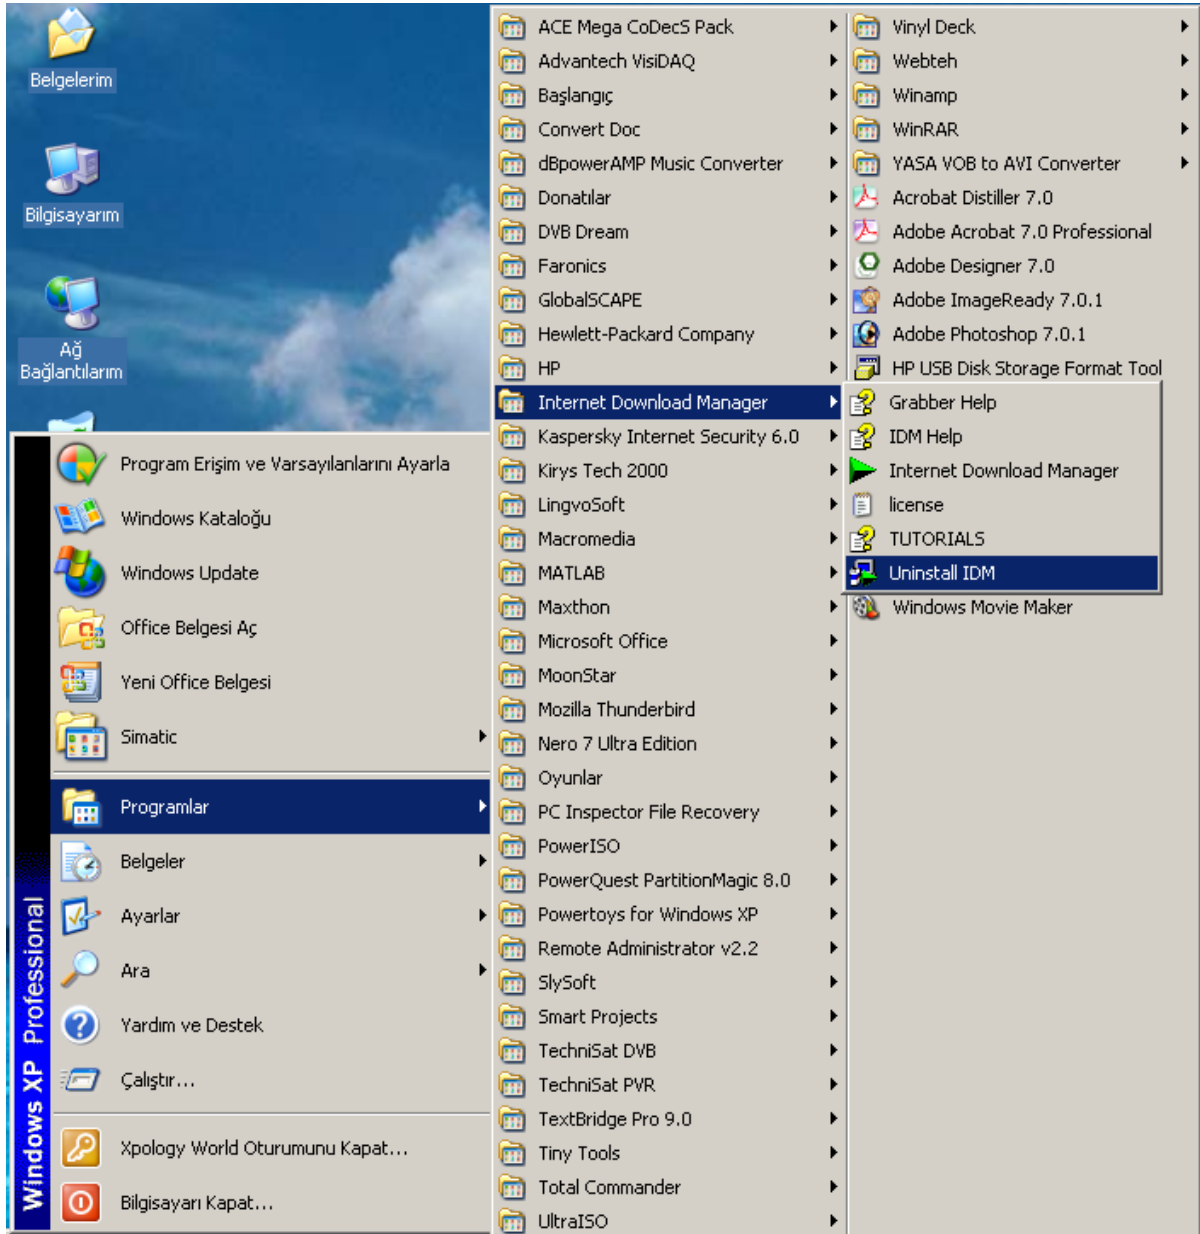 Belgelerim
Bilgisayarım
Ağ
Bağlantılarım
Windows XP Professional
Program Erişim ve Varsayılanlarını Ayarla
Windows Kataloğu
Windows Update
Office Belgesi Aç
Yeni Office Belgesi
Simatic
Programlar
Belgeler
Ayarlar
Ara
Yardım ve Destek
Çalıştır...
Xpology World Oturumunu Kapat...
Bilgisayarı Kapat...
ACE Mega CoDecS Pack
Advantech VisiDAQ
Başlangıç
Convert Doc
dBpowerAMP Music Converter
Donatılar
DVB Dream
Faronics
GlobalSCAPE
Hewlett-Packard Company
HP
Internet Download Manager
Kaspersky Internet Security 6.0
Kirys Tech 2000
LingvoSoft
Macromedia
MATLAB
Maxthon
Microsoft Office
MoonStar
Mozilla Thunderbird
Nero 7 Ultra Edition
Oyunlar
PC Inspector File Recovery
PowerISO
PowerQuest PartitionMagic 8.0
Powertoys for Windows XP
Remote Administrator v2.2
SlySoft
Smart Projects
TechniSat DVB
TechniSat PVR
TextBridge Pro 9.0
Tiny Tools
Total Commander
UltraISO
Vinyl Deck
Webteh
Winamp
WinRAR
YASA VOB to AVI Converter
Acrobat Distiller 7.0
Adobe Acrobat 7.0 Professional
Adobe Designer 7.0
Adobe ImageReady 7.0.1
Adobe Photoshop 7.0.1
HP USB Disk Storage Format Tool
Grabber Help
IDM Help
Internet Download Manager
license
TUTORIALS
Uninstall IDM
Windows Movie Maker